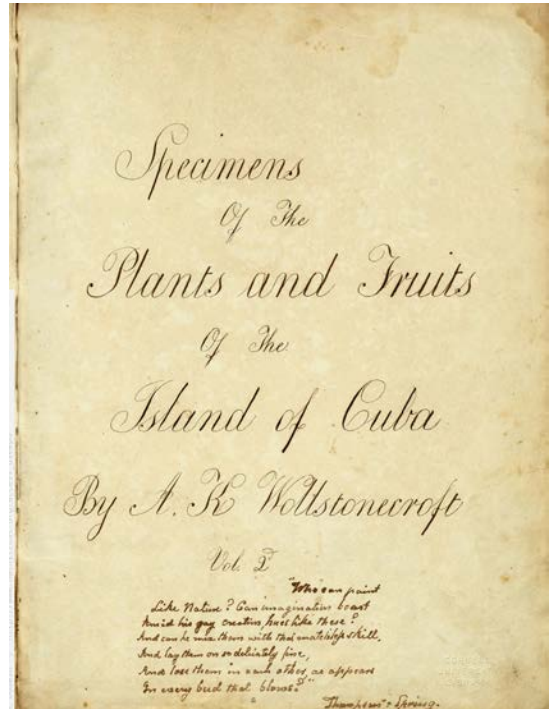 Specimens
Of The
Plants and Fruits
Of The
Island of Cuba
By A. K Wollstonecroft
Vol. 2d
"Who can paint
Like Nature? Can imagination boast
Amid his gay creation, hues like these?
And can he mix them with that matchless skill,
And lay them on so delicately fine,
And lose them in each other, as appears
In every bud that blows?"
Thompson's Spring.